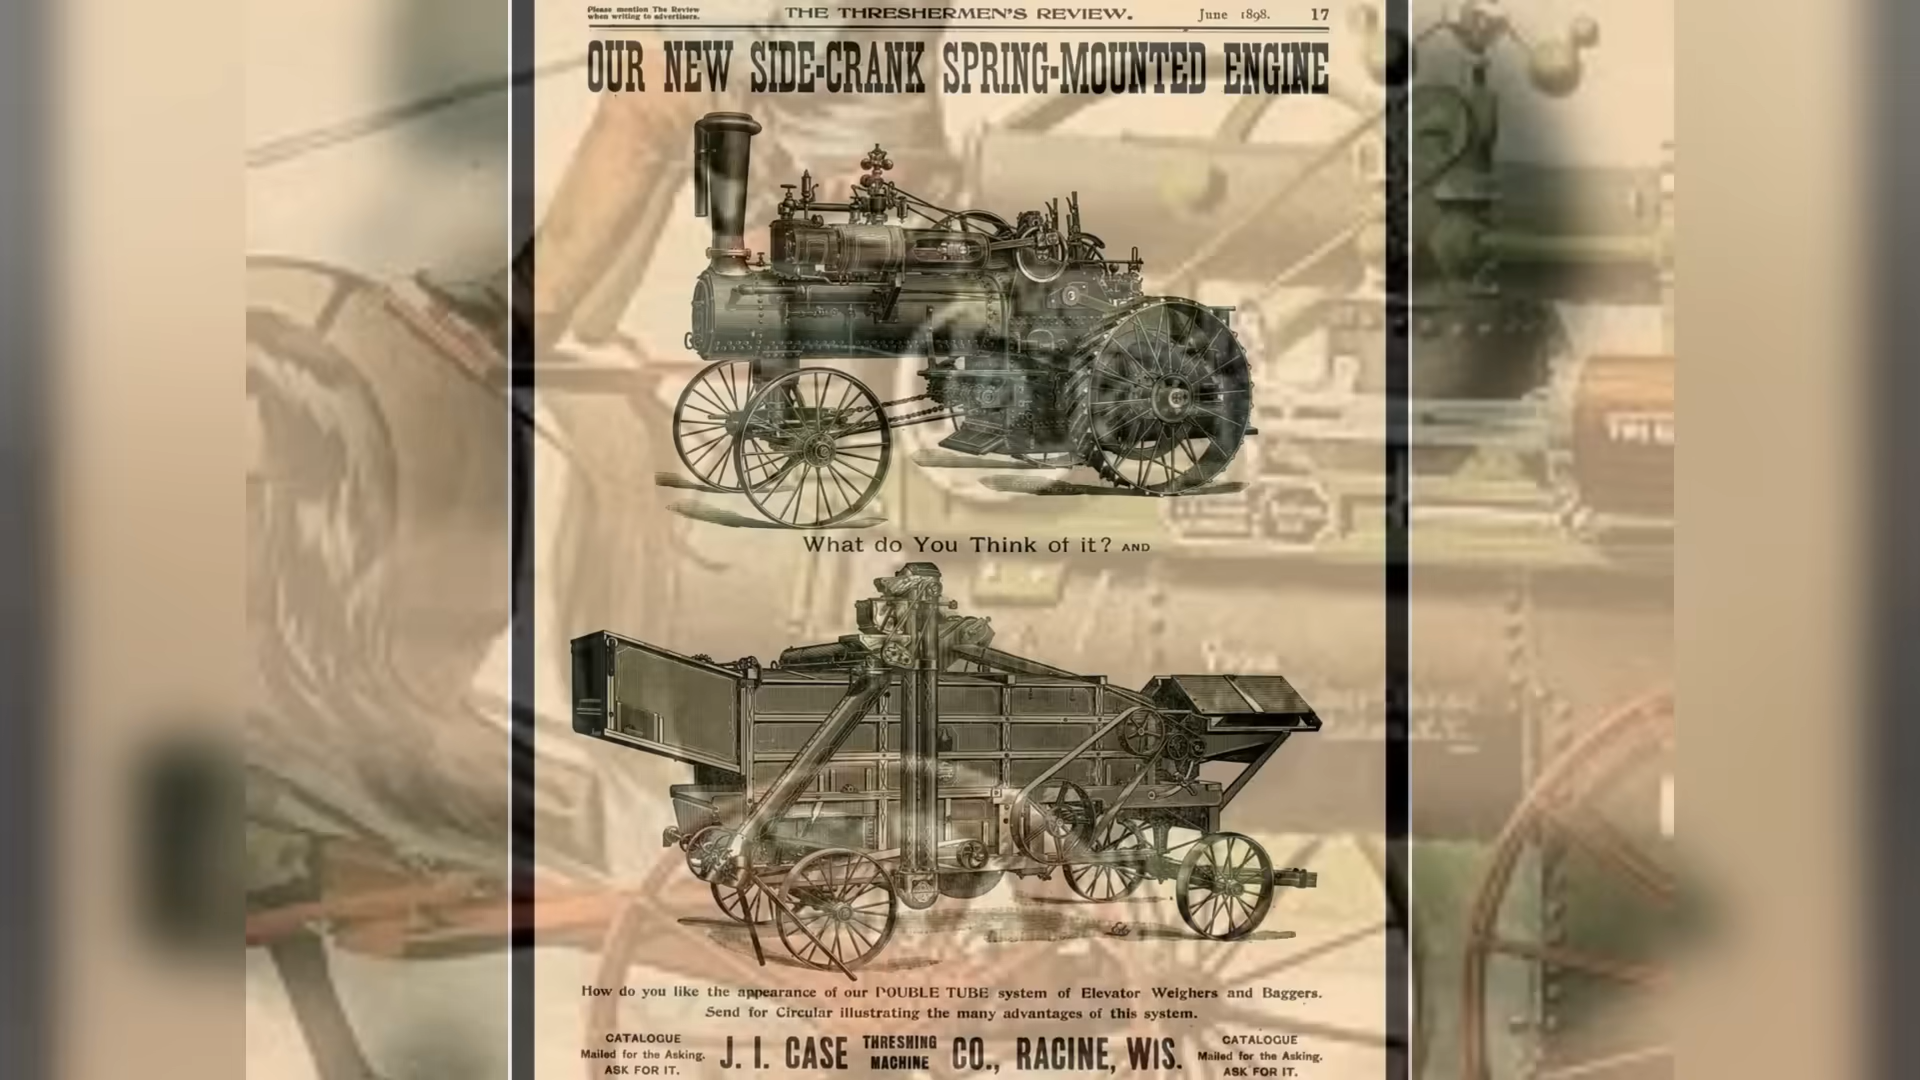 Please mention The Review
when writing to advertisers.
THE THRESHERMEN'S REVIEW.
June 1898. 17
OUR NEW SIDE-CRANK SPRING-MOUNTED ENGINE
What do You Think of it? AND
How do you like the appearance of our DOUBLE TUBE system of Elevator Weighers and Baggers.
Send for Circular illustrating the many advantages of this system.
CATALOGUE
Mailed for the Asking.
ASK FOR IT.
J. I. CASE THRESHING MACHINE CO., RACINE, WIS.
CATALOGUE
Mailed for the Asking.
ASK FOR IT.